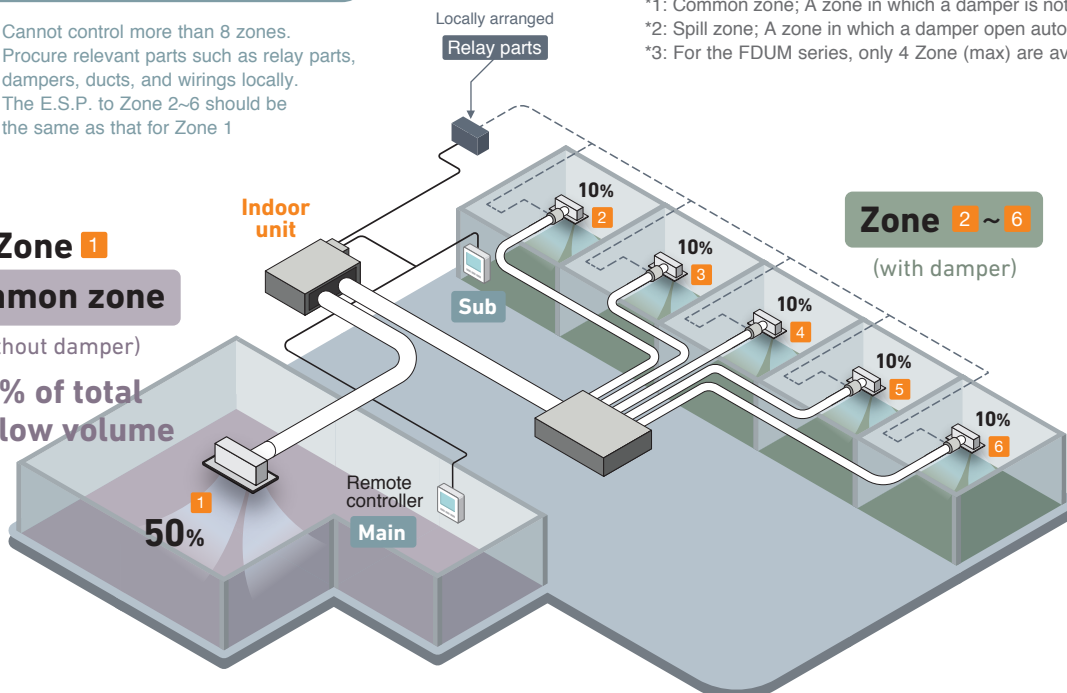 Cannot control more than 8 zones.
Procure relevant parts such as relay parts,
dampers, ducts, and wirings locally.
The E.S.P. to Zone 2~6 should be
the same as that for Zone 1
Locally arranged
Relay parts
*1: Common zone; A zone in which a damper is not
*2: Spill zone; A zone in which a damper open auto
*3: For the FDUM series, only 4 Zone (max) are av
Indoor
unit
Zone 1
mmon zone
thout damper)
% of total
low volume
Zone 2 ~ 6
(with damper)
10%
2
10%
3
10%
4
10%
5
10%
6
Sub
1
50%
Remote
controller
Main